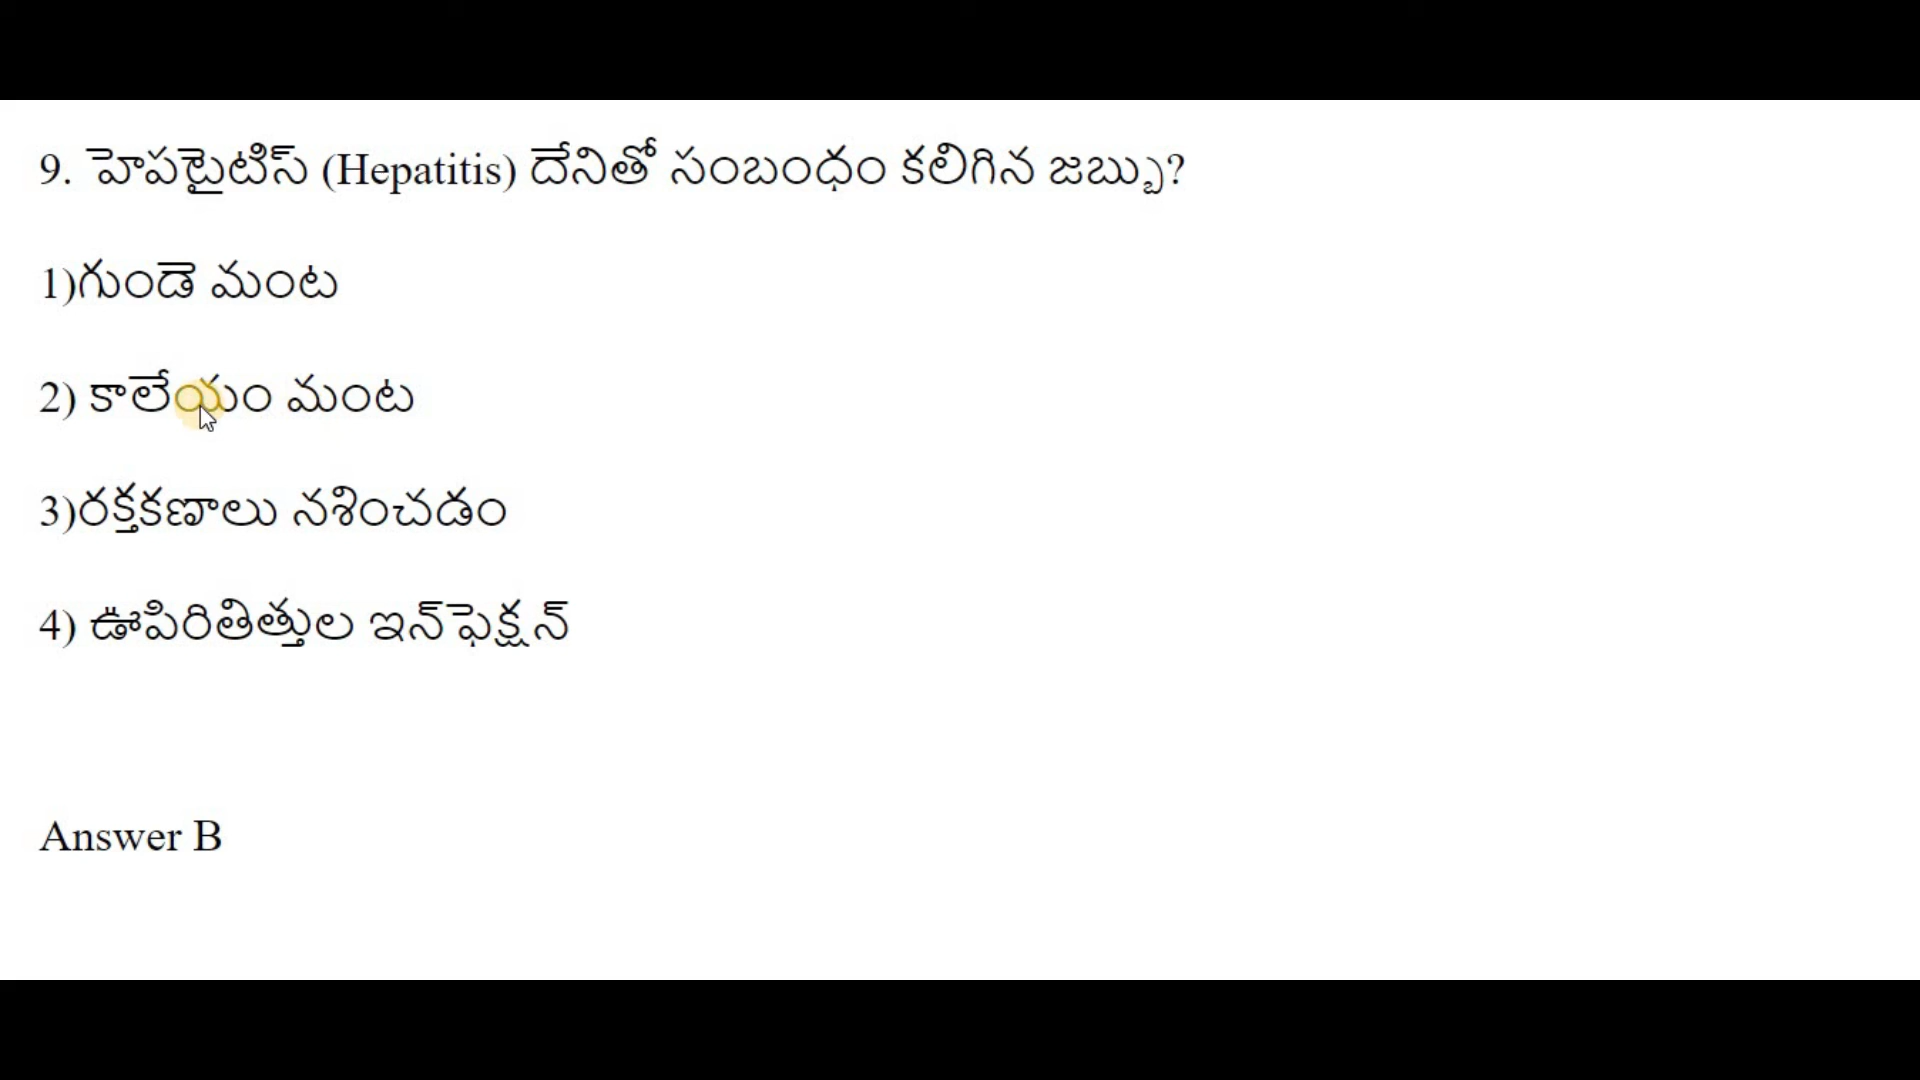 9. హెపటైటిస్ (Hepatitis) దేనితో సంబంధం కలిగిన జబ్బు?
1)గుండె మంట
2) కాలేయం మంట
3)రక్తకణాలు నశించడం
4) ఊపిరితిత్తుల ఇన్‌ఫెక్షన్
Answer B